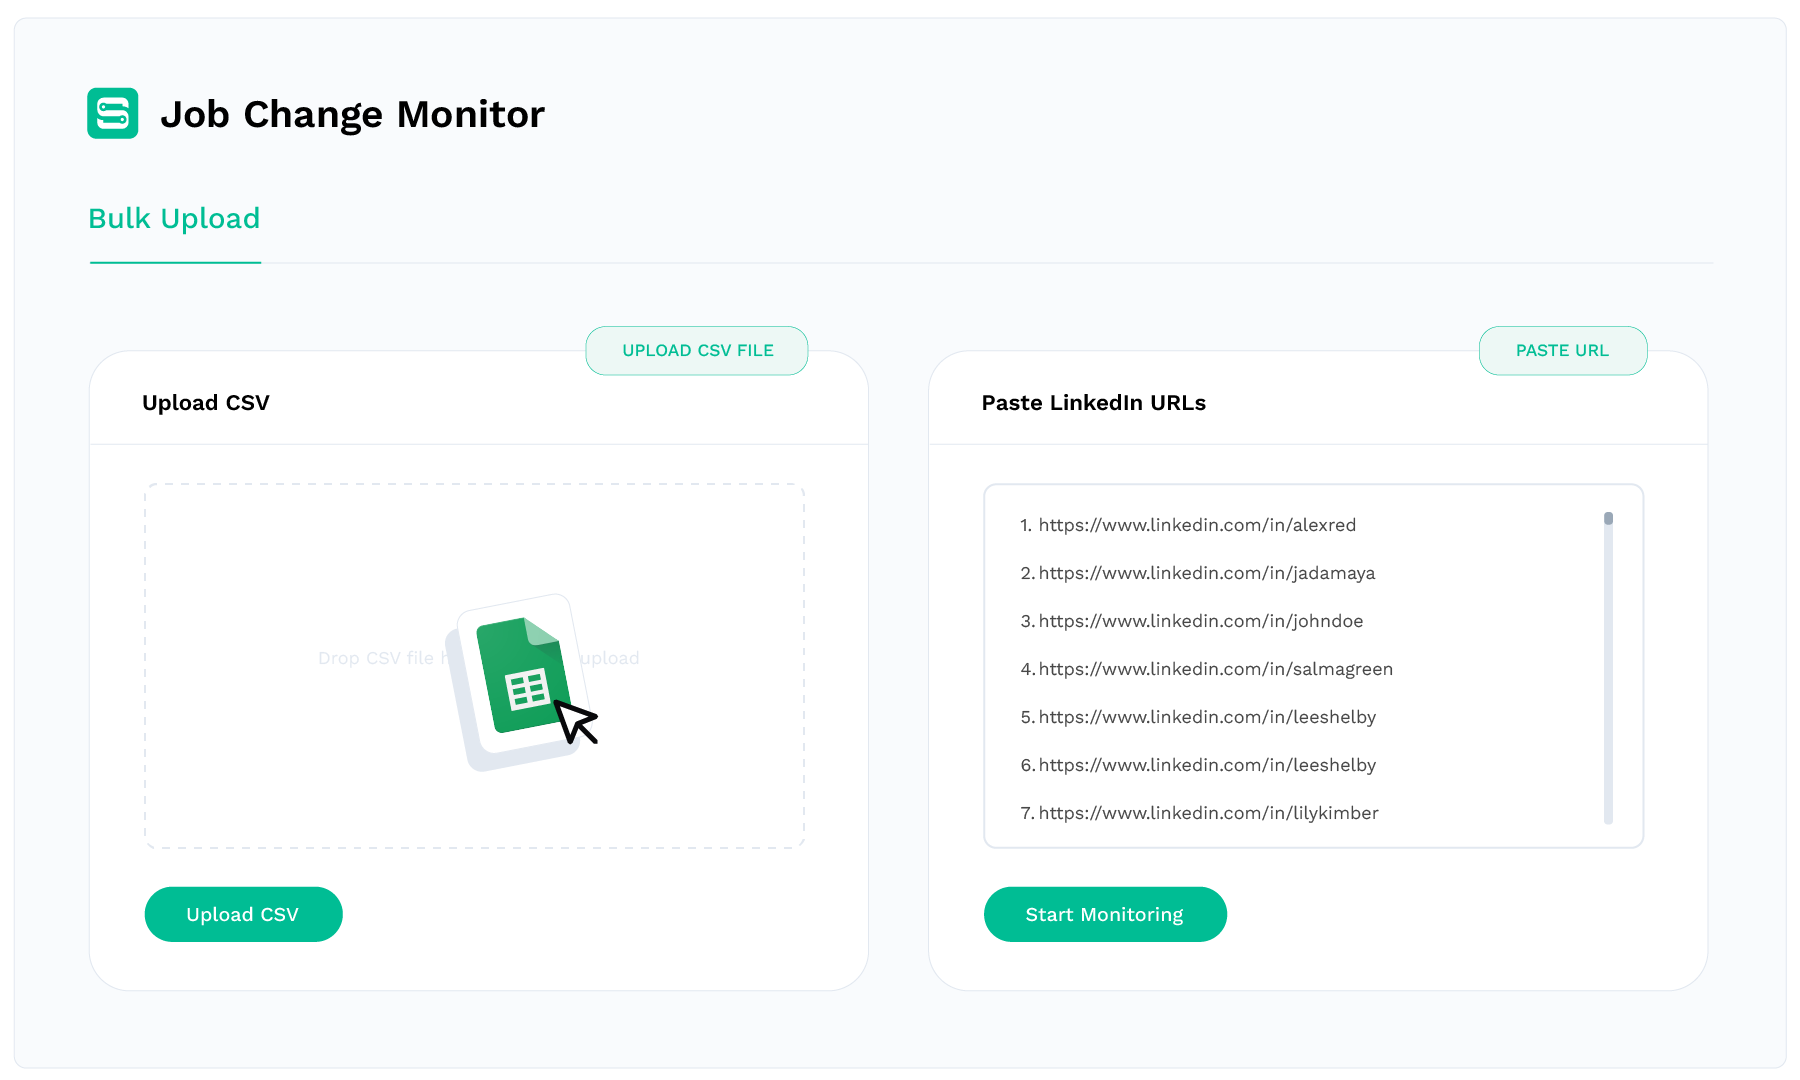 Job Change Monitor
Bulk Upload
UPLOAD CSV FILE
Upload CSV
Drop CSV file upload
Upload CSV
PASTE URL
Paste LinkedIn URLs
1. https://www.linkedin.com/in/alexred
2. https://www.linkedin.com/in/jadamaya
3. https://www.linkedin.com/in/johndoe
4. https://www.linkedin.com/in/salmagreen
5. https://www.linkedin.com/in/leeshelby
6. https://www.linkedin.com/in/leeshelby
7. https://www.linkedin.com/in/lilykimber
Start Monitoring